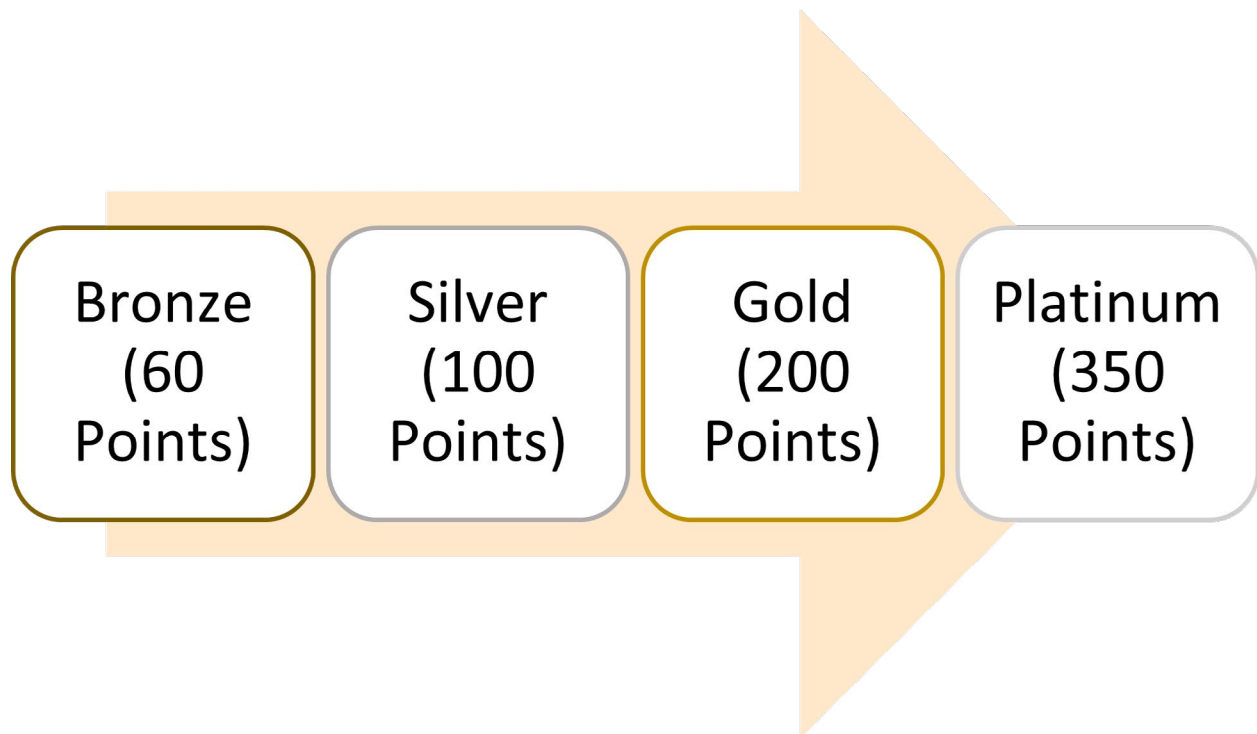 Bronze
(60
Points)
Silver
(100
Points)
Gold
(200
Points)
Platinum
(350
Points)